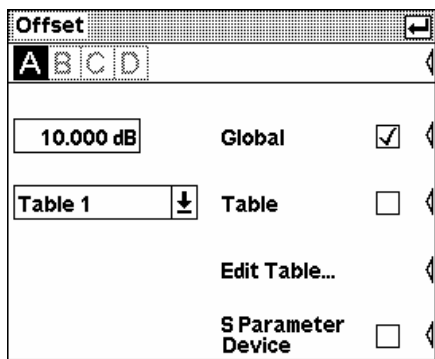 Offset
A B C D
10.000 dB Global
Table 1 Table
Edit Table...
S Parameter
Device